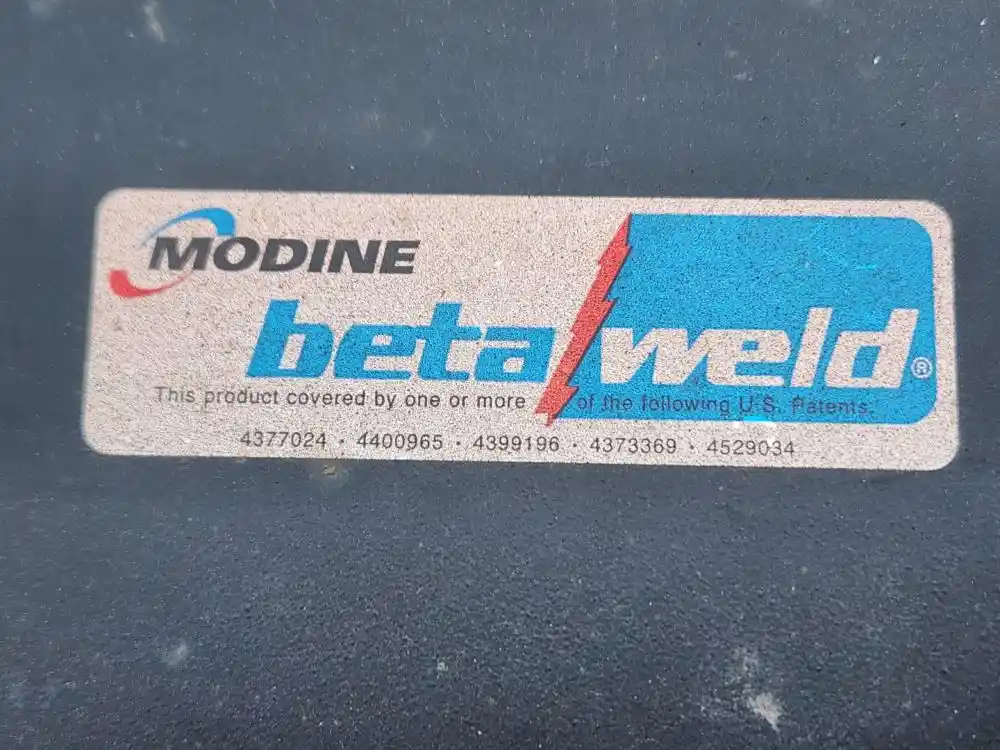 MODINE
beta weld®
This product covered by one or more of the following U.S. Patents.
4377024 · 4400965 · 4399196 · 4373369 · 4529034